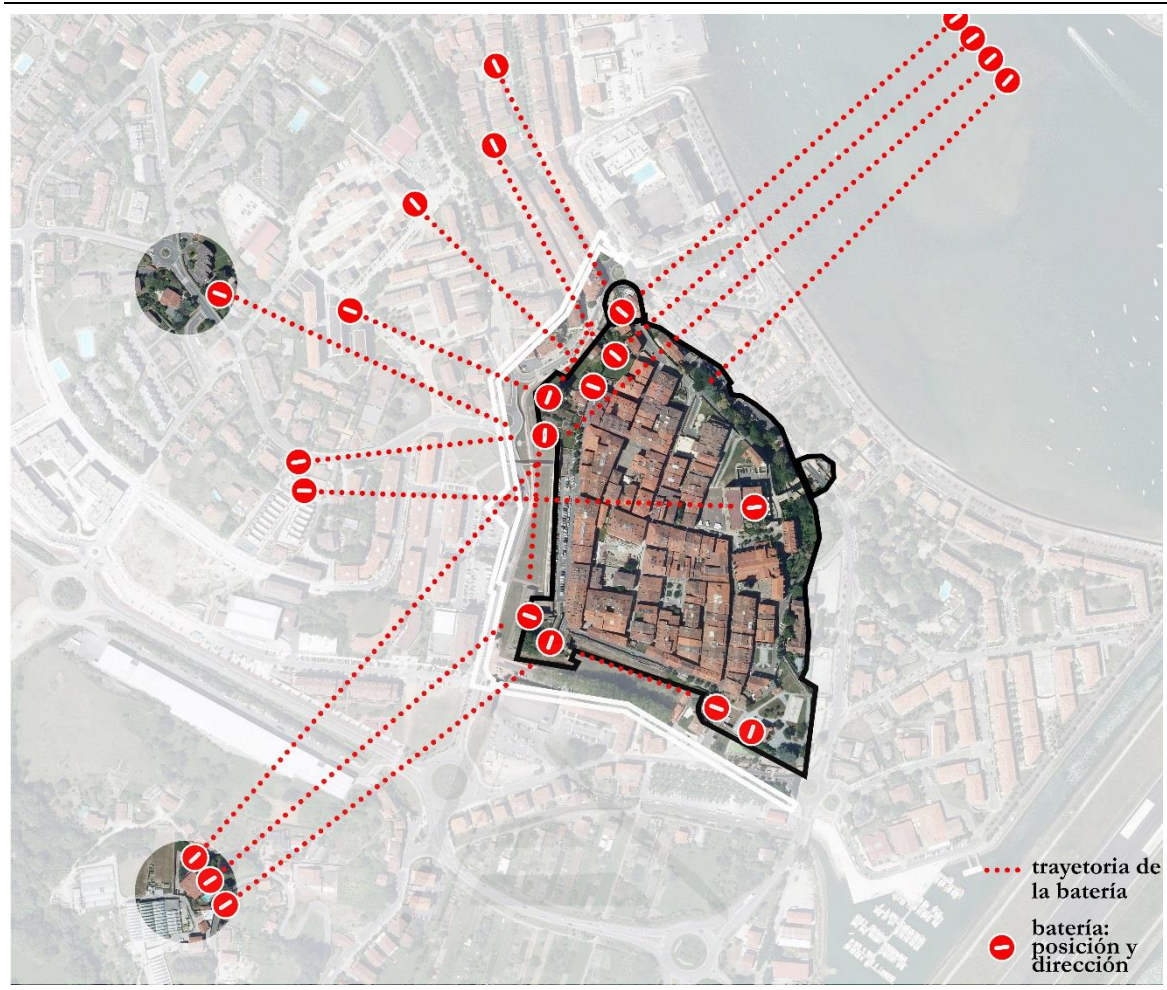 trayetoria de
la batería
batería:
posición y
dirección